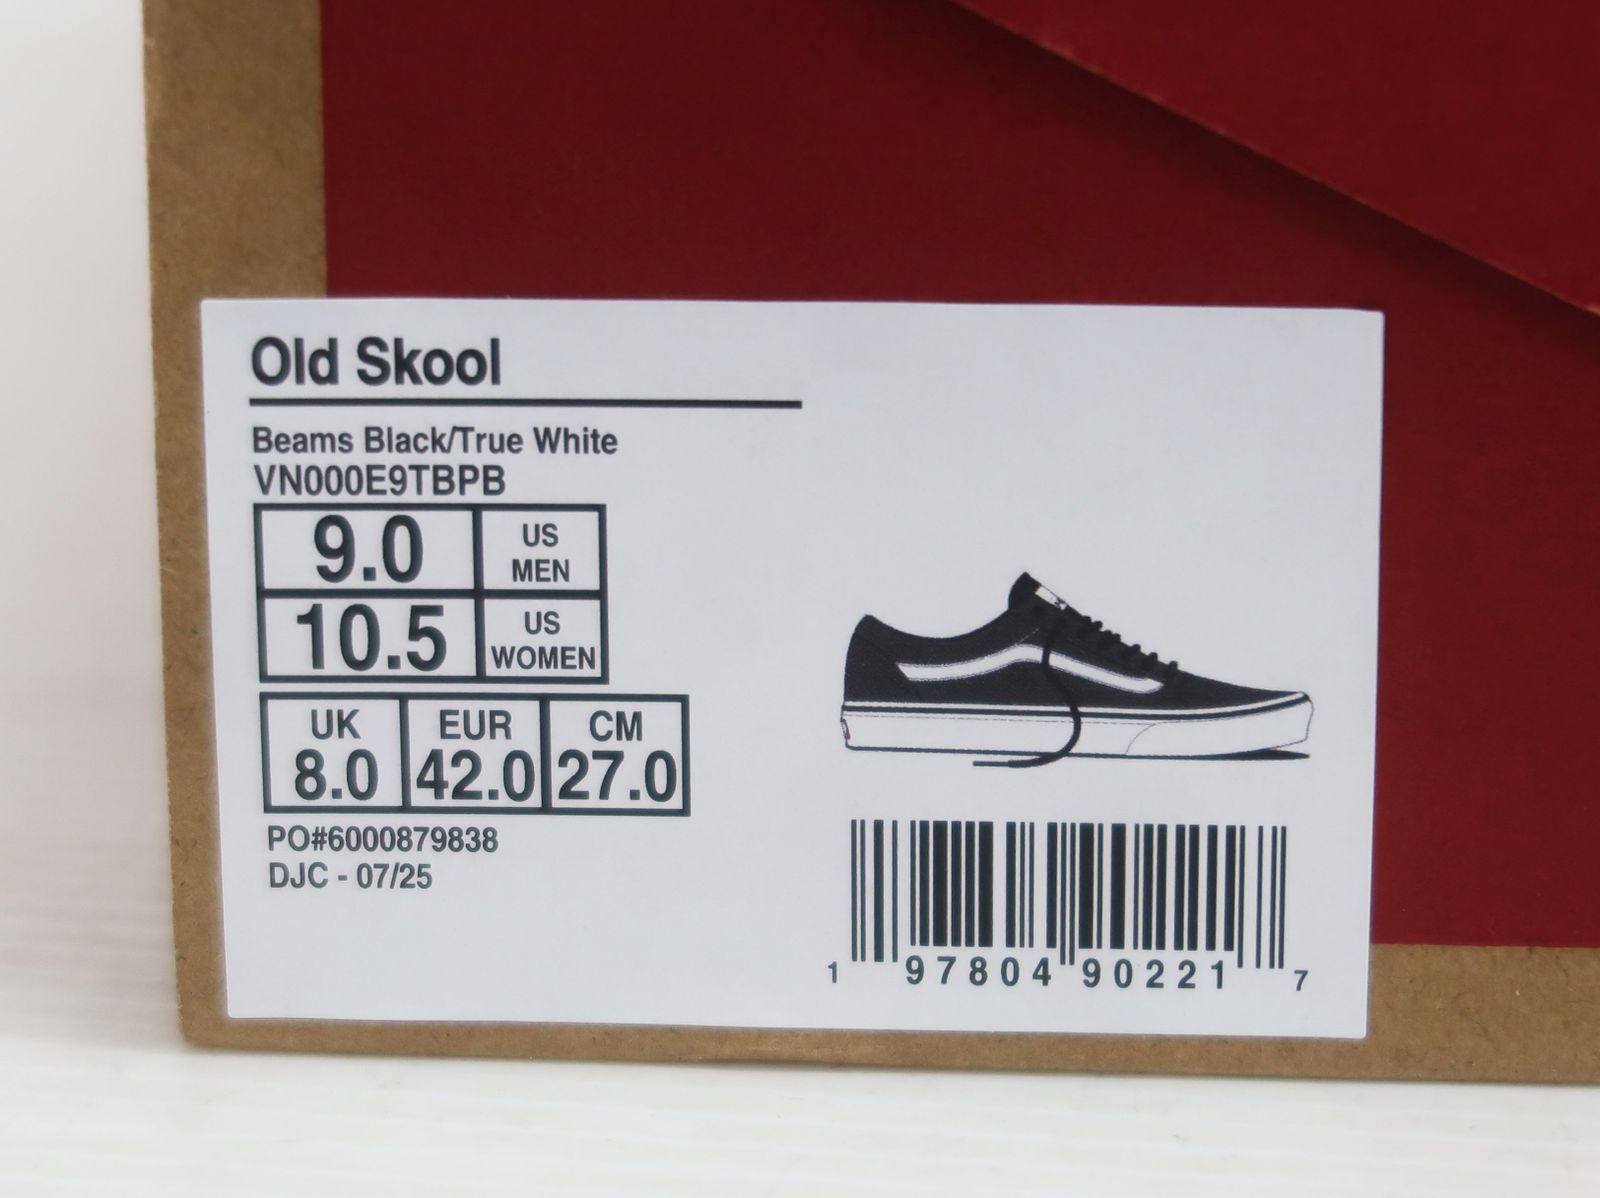 Old Skool
Beams Black/True White
VN000E9TBPB
9.0 US MEN
10.5 US WOMEN
UK EUR CM
8.0 42.0 27.0
PO#6000879838
DJC - 07/25
1 97804 90221 7